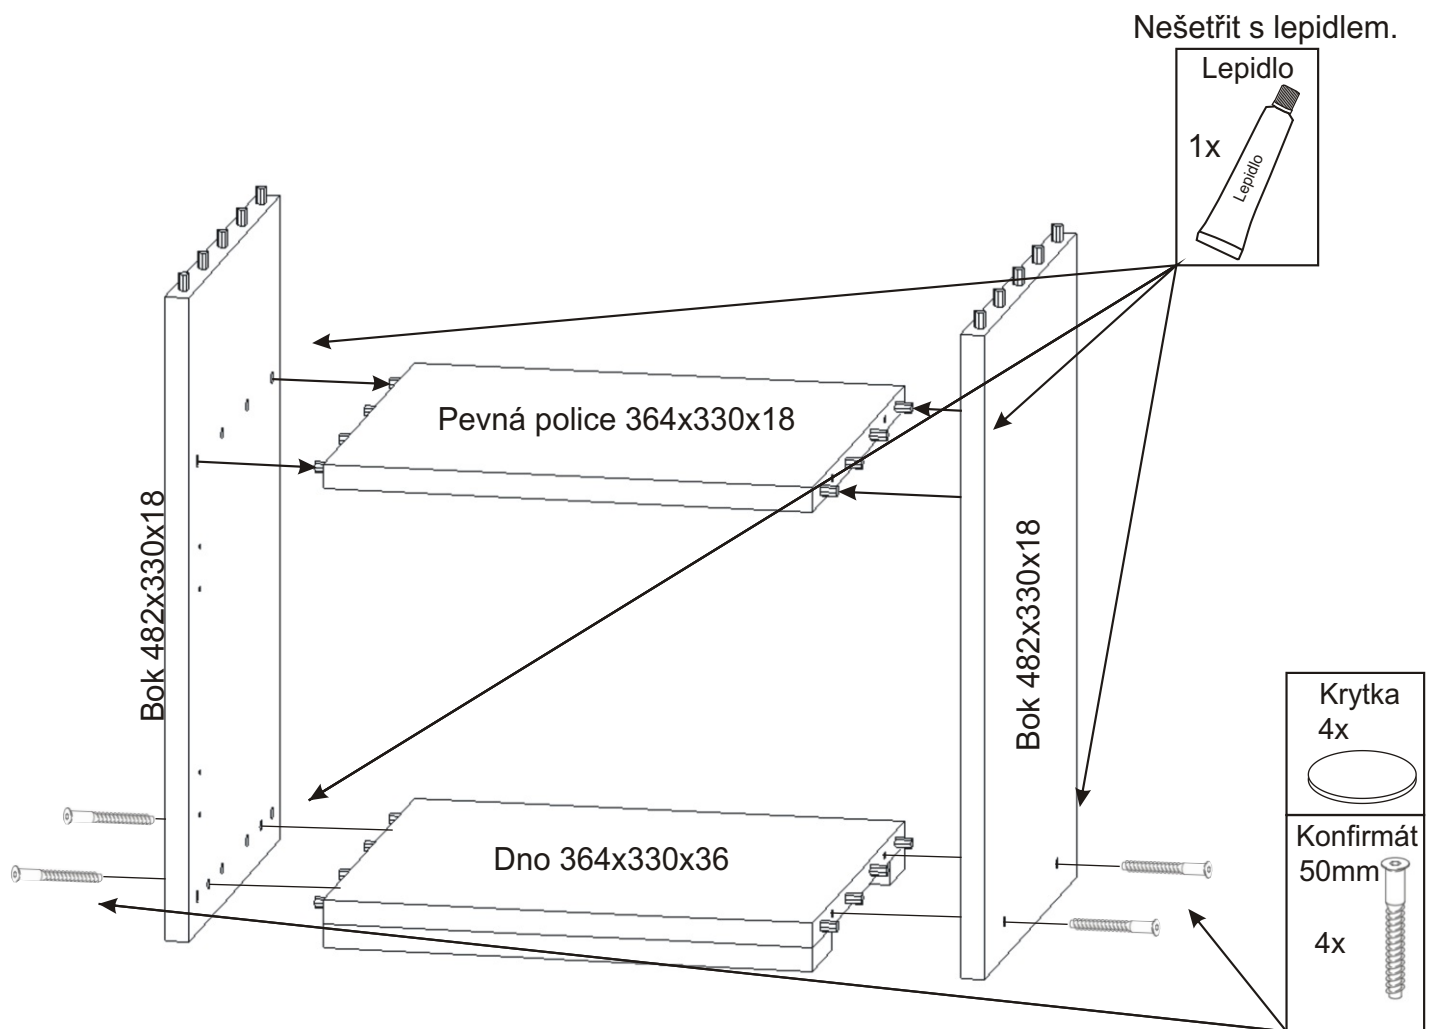 Nešetřit s lepidlem.
Lepidlo
1x
Lepidlo
Pevná police 364x330x18
Bok 482x330x18
Bok 482x330x18
Krytka
4x
Dno 364x330x36
Konfirmát
50mm
4x